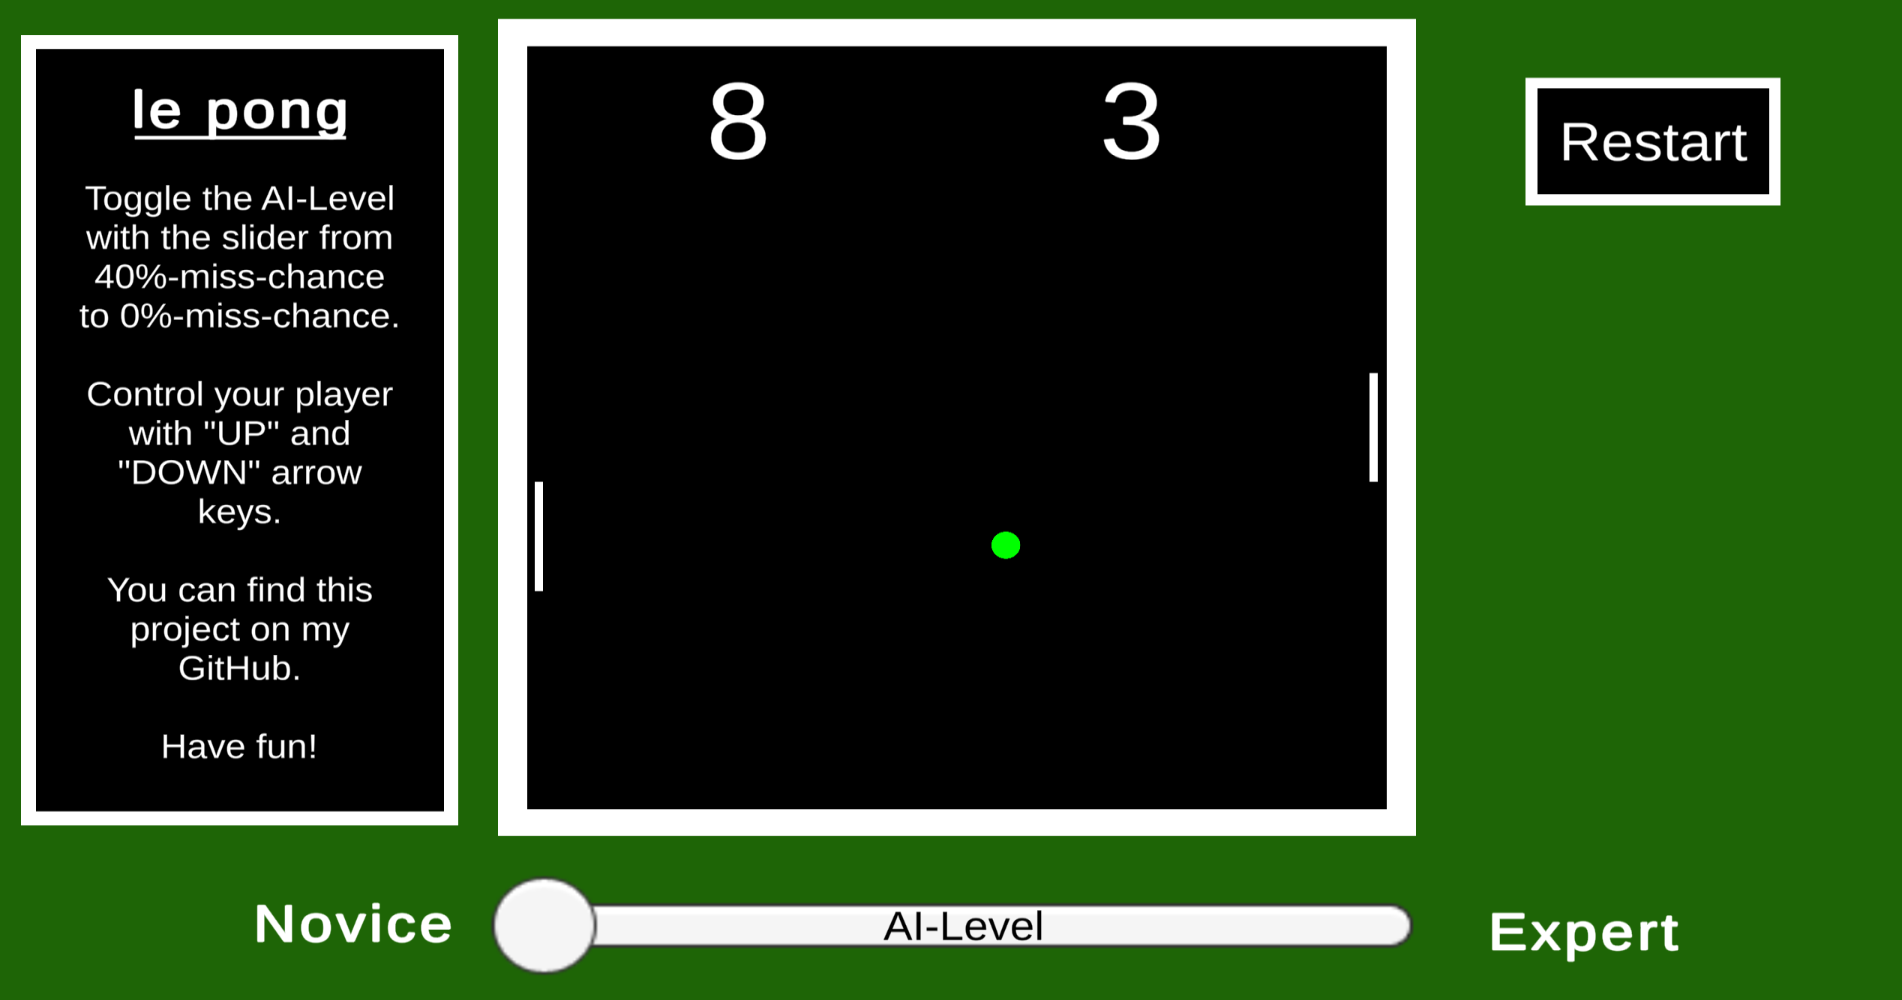 le pong
Toggle the AI-Level
with the slider from
40%-miss-chance
to 0%-miss-chance.
Control your player
with "UP" and
"DOWN" arrow
keys.
You can find this
project on my
GitHub.
Have fun!
8 3
Restart
Novice AI-Level Expert